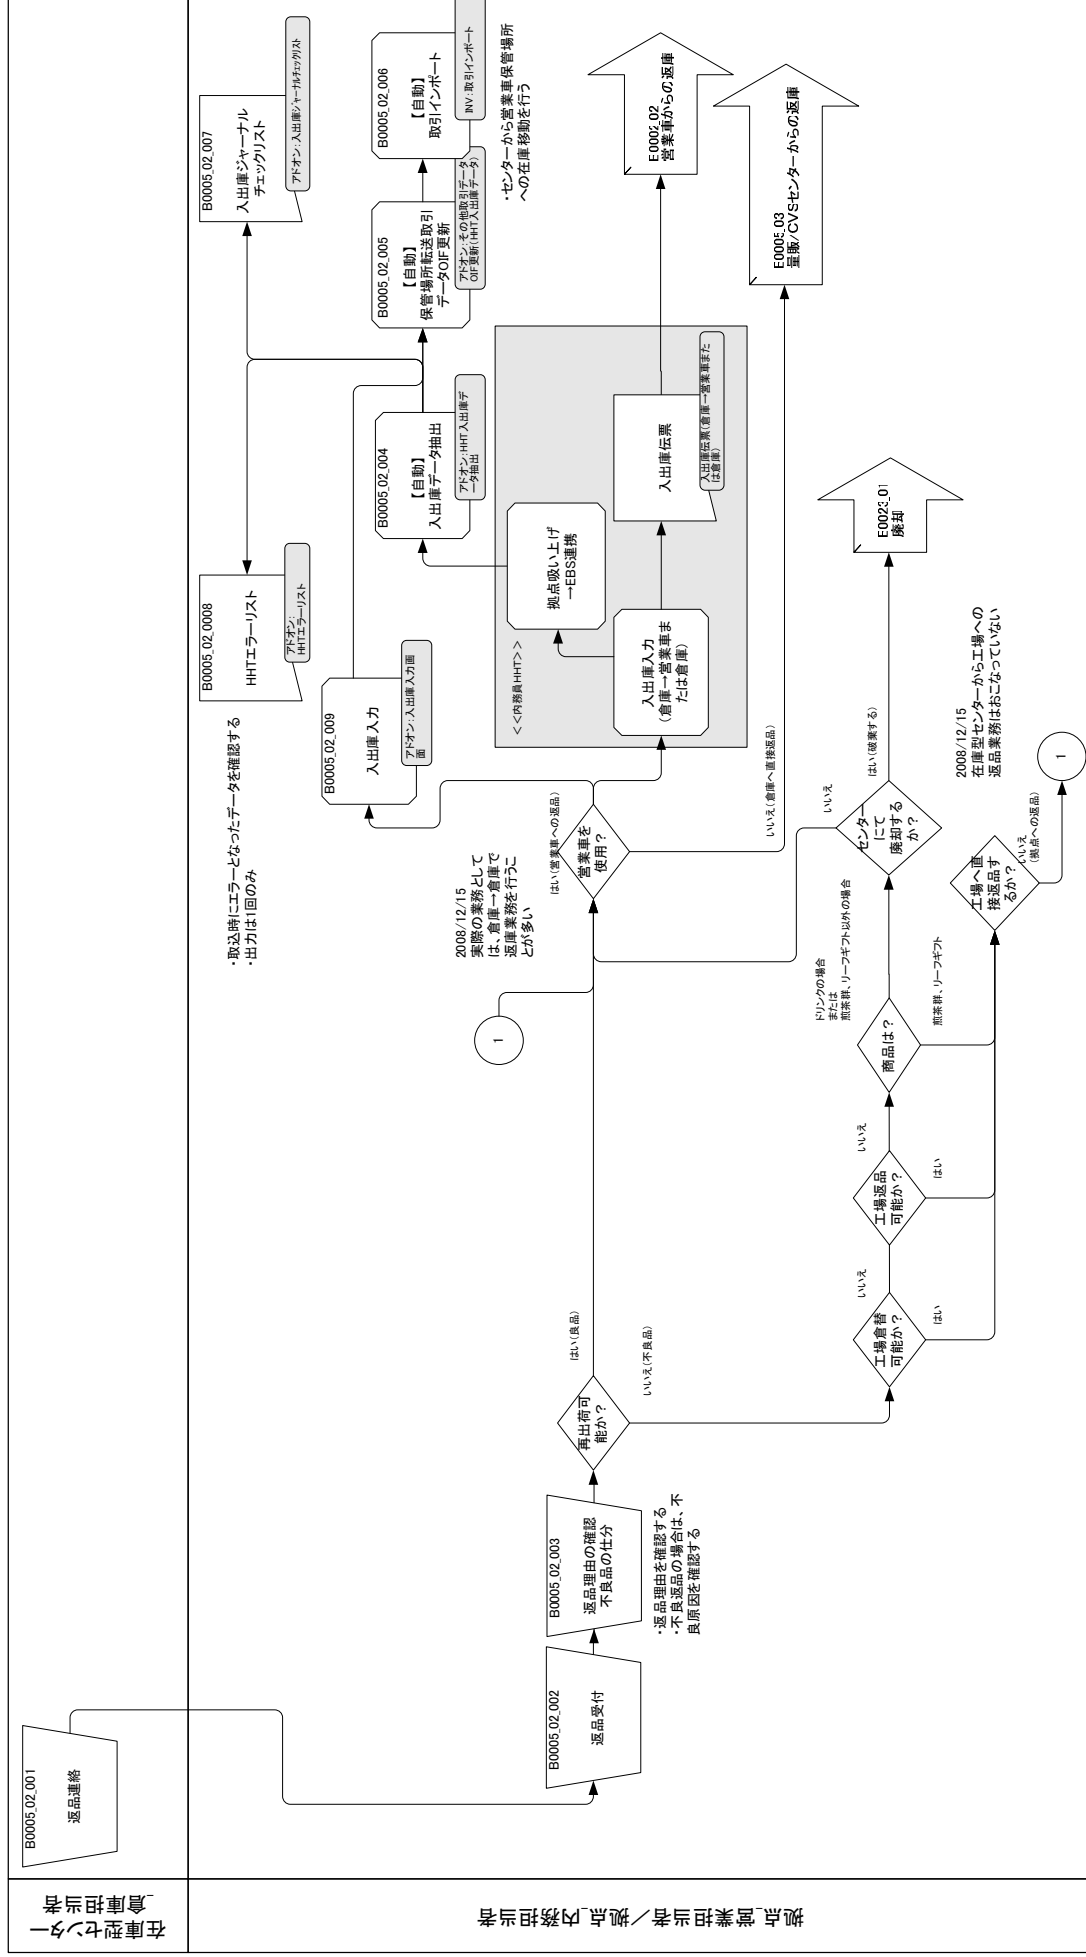 在庫型センター
_倉庫担当者
拠点_営業担当者／拠点_内務担当者
B0005_02_001
返品連絡
B0005_02_002
返品受付
B0005_02_003
返品理由の確認
不良品の仕分
・返品理由を確認する
・不良返品の場合は、不
良原因を確認する
再出荷可
能か？
はい（良品）
いいえ（不良品）
工場倉替
可能か？
いいえ
はい
工場返品
可能か？
いいえ
はい
商品は？
ドリンクの場合
または
煎茶群、リーフギフト以外の場合
煎茶群、リーフギフト
センター
にて
廃却する
か？
いいえ
はい（破棄する）
E0023_01
廃却
工場へ直
接返品す
るか？
いいえ
（拠点への返品）
1
2008/12/15
在庫型センターから工場への
返品業務はおこなっていない
1
2008/12/15
実際の業務として
は、倉庫→倉庫で
返庫業務を行うこ
とが多い
営業車を
使用？
はい（営業車への返品）
いいえ（倉庫へ直接返品）
・取込時にエラーとなったデータを確認する
・出力は1回のみ
B0005_02_009
入出庫入力
アドオン：入出庫入力画
面
B0005_02_0008
HHTエラーリスト
アドオン：
HHTエラーリスト
＜＜内務員HHT＞＞
入出庫入力
（倉庫→営業車ま
たは倉庫）
拠点吸い上げ
→EBS連携
入出庫伝票
入出庫伝票（倉庫→営業車また
は倉庫）
B0005_02_004
【自動】
入出庫データ抽出
アドオン：HHT入出庫デ
ータ抽出
B0005_02_005
【自動】
保管場所転送取引
データOIF更新
アドオン：その他取引データ
OIF更新（HHT入出庫データ）
B0005_02_006
【自動】
取引インポート
INV：取引インポート
B0005_02_007
入出庫ジャーナル
チェックリスト
アドオン：入出庫ジャーナルチェックリスト
・センターから営業車保管場所
への在庫移動を行う
E0002_02
営業車からの返庫
E0005_03
量販/CVSセンターからの返庫